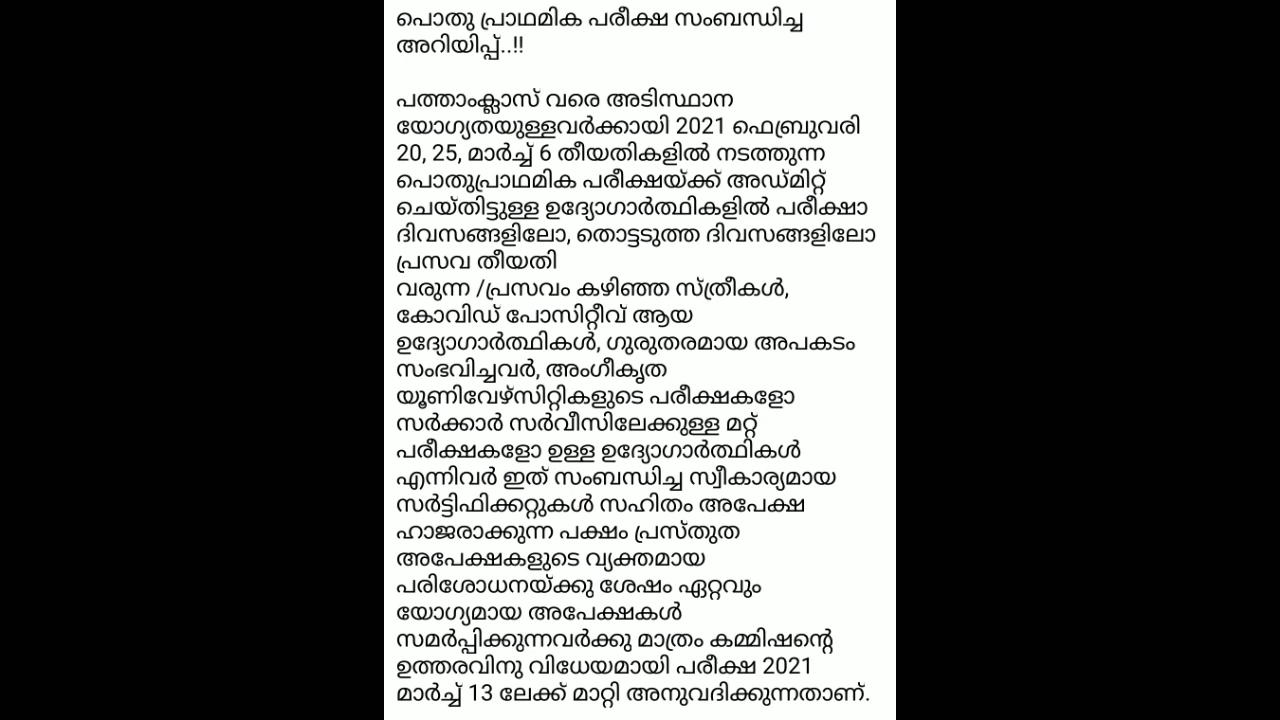 പൊതു പ്രാഥമിക പരീക്ഷ സംബന്ധിച്ച
അറിയിപ്പ്..!!
പത്താംക്ലാസ് വരെ അടിസ്ഥാന
യോഗ്യതയുള്ളവർക്കായി 2021 ഫെബ്രുവരി
20, 25, മാർച്ച് 6 തീയതികളിൽ നടത്തുന്ന
പൊതുപ്രാഥമിക പരീക്ഷയ്ക്ക് അഡ്മിറ്റ്
ചെയ്തിട്ടുള്ള ഉദ്യോഗാർത്ഥികളിൽ പരീക്ഷാ
ദിവസങ്ങളിലോ, തൊട്ടടുത്ത ദിവസങ്ങളിലോ
പ്രസവ തീയതി
വരുന്ന /പ്രസവം കഴിഞ്ഞ സ്ത്രീകൾ,
കോവിഡ് പോസിറ്റീവ് ആയ
ഉദ്യോഗാർത്ഥികൾ, ഗുരുതരമായ അപകടം
സംഭവിച്ചവർ, അംഗീകൃത
യൂണിവേഴ്സിറ്റികളുടെ പരീക്ഷകളോ
സർക്കാർ സർവീസിലേക്കുള്ള മറ്റ്
പരീക്ഷകളോ ഉള്ള ഉദ്യോഗാർത്ഥികൾ
എന്നിവർ ഇത് സംബന്ധിച്ച സ്വീകാര്യമായ
സർട്ടിഫിക്കറ്റുകൾ സഹിതം അപേക്ഷ
ഹാജരാക്കുന്ന പക്ഷം പ്രസ്തുത
അപേക്ഷകളുടെ വ്യക്തമായ
പരിശോധനയ്ക്കു ശേഷം ഏറ്റവും
യോഗ്യമായ അപേക്ഷകൾ
സമർപ്പിക്കുന്നവർക്കു മാത്രം കമ്മിഷന്റെ
ഉത്തരവിനു വിധേയമായി പരീക്ഷ 2021
മാർച്ച് 13 ലേക്ക് മാറ്റി അനുവദിക്കുന്നതാണ്.